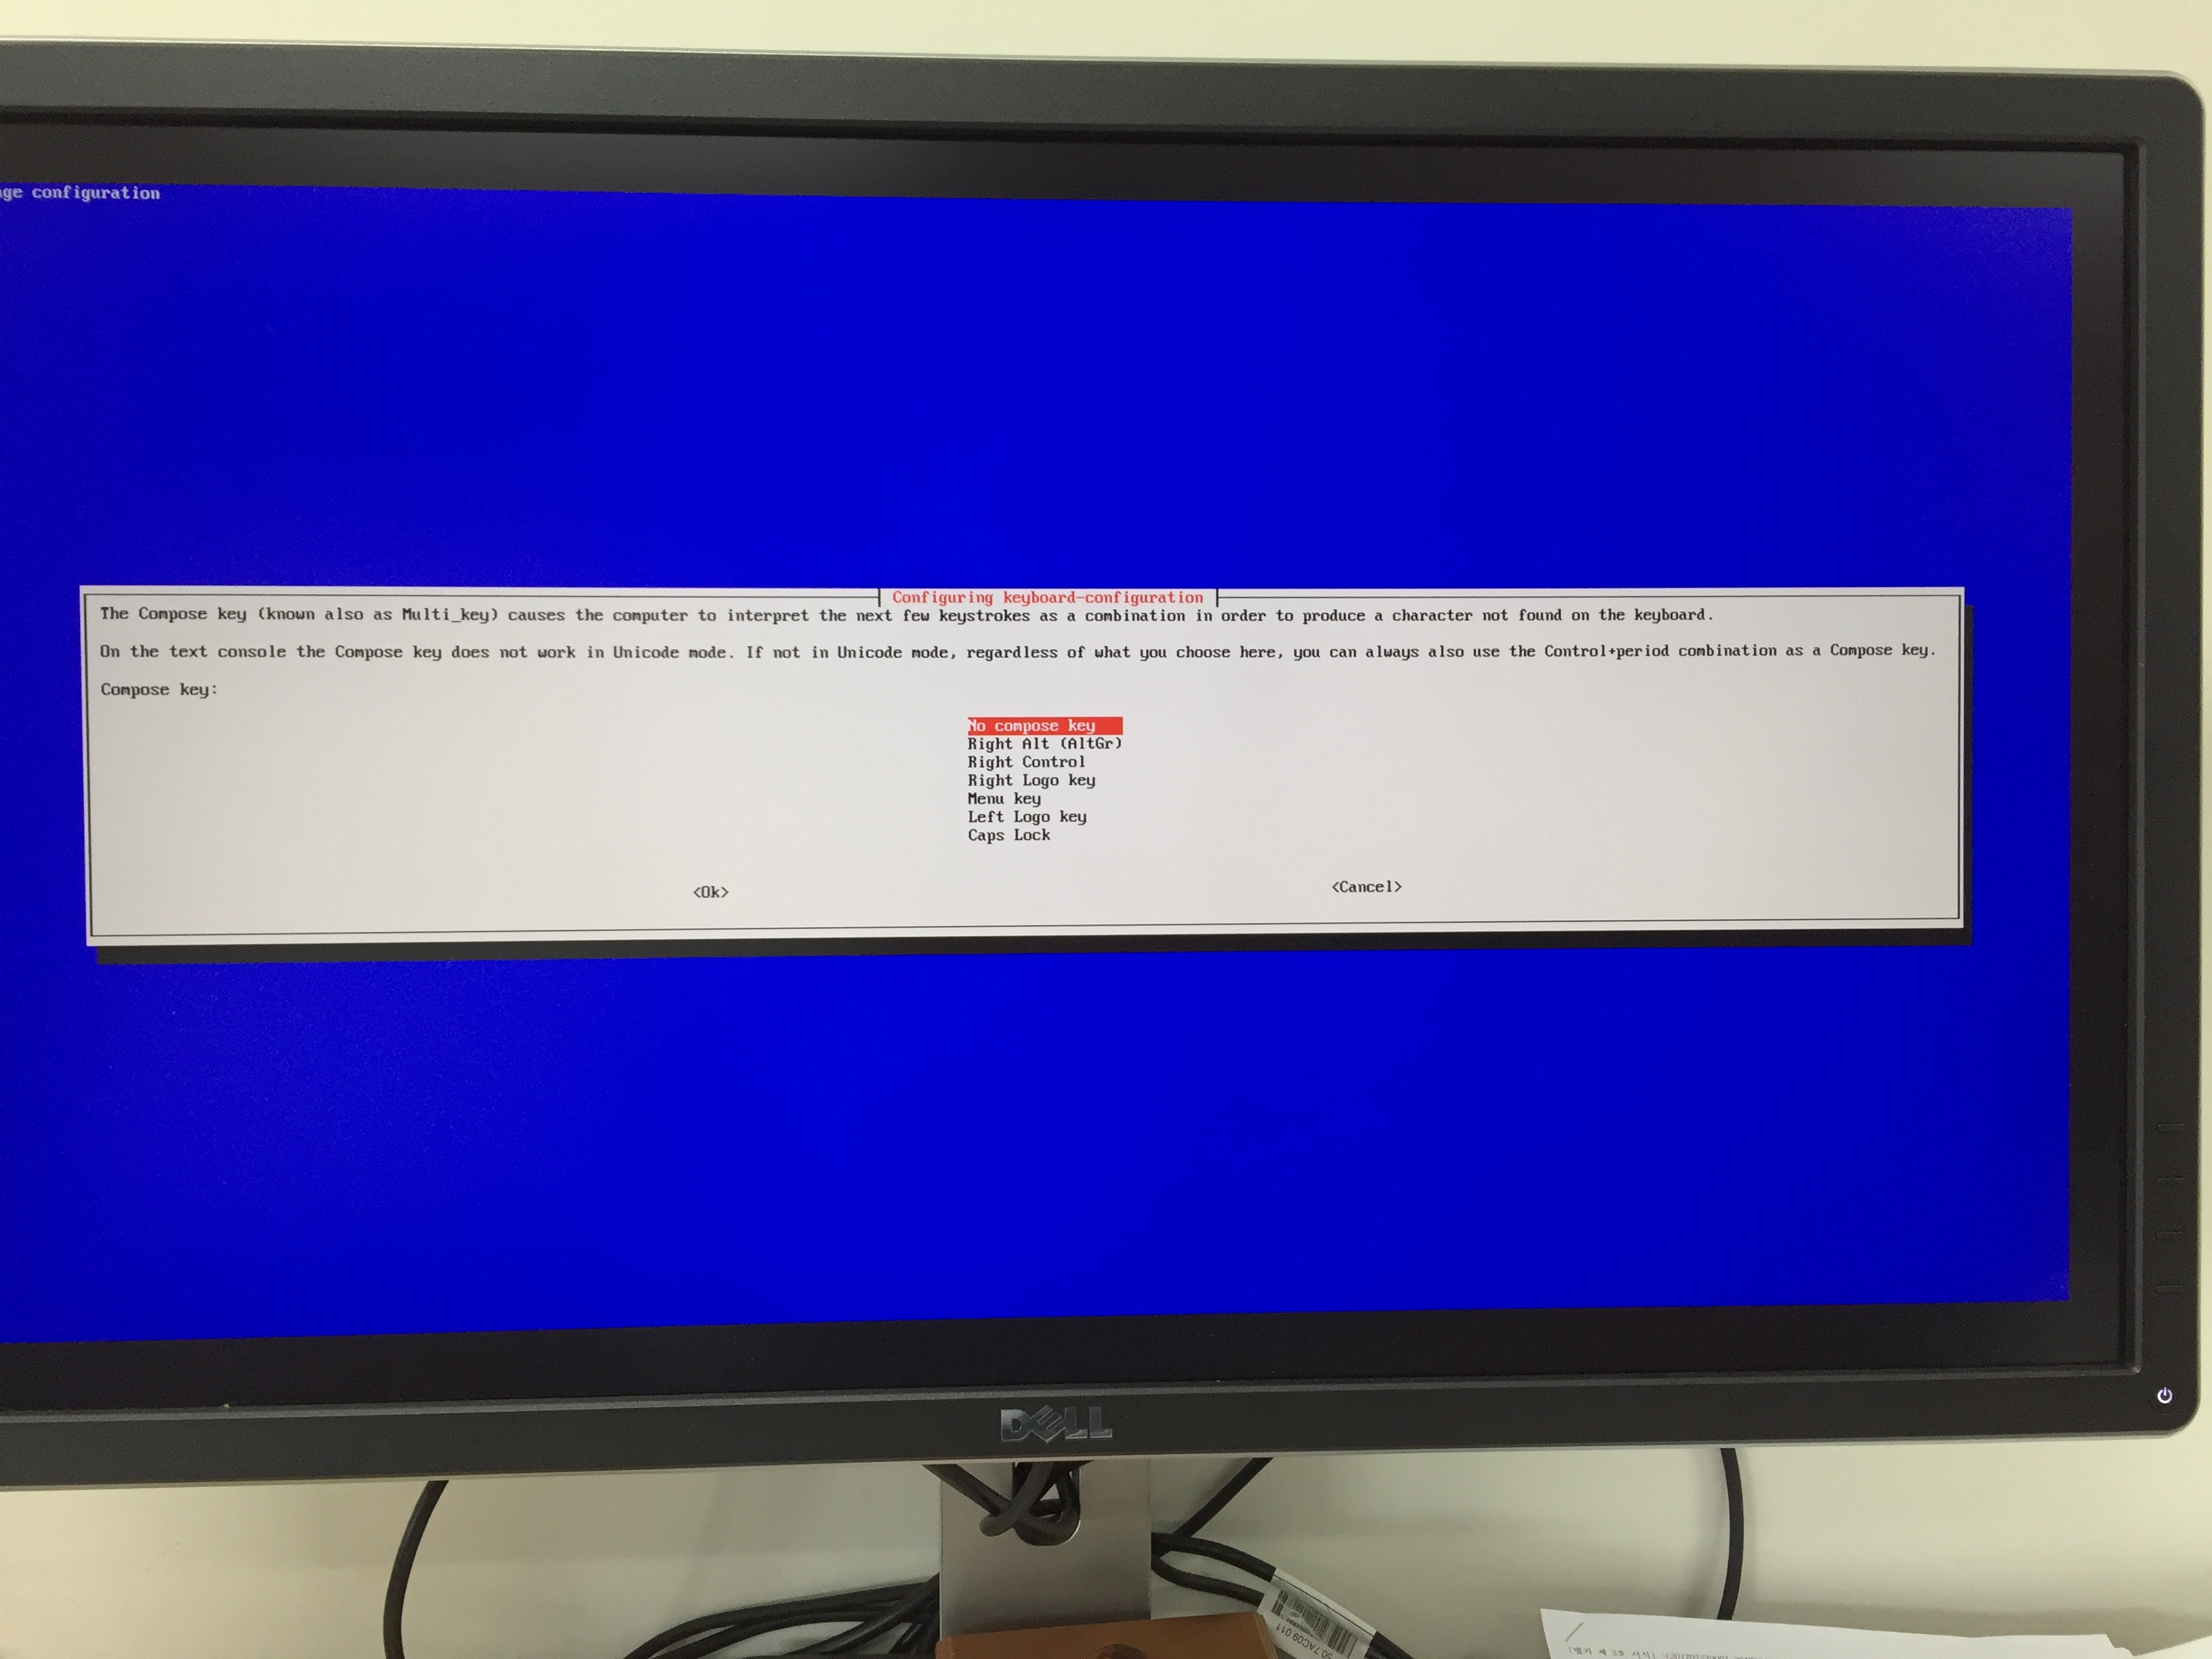 ge configuration
Configuring keyboard-configuration
The Compose key (known also as Multi_key) causes the computer to interpret the next few keystrokes as a combination in order to produce a character not found on the keyboard.
On the text console the Compose key does not work in Unicode mode. If not in Unicode mode, regardless of what you choose here, you can always also use the Control+period combination as a Compose key.
Compose key:
No compose key
Right Alt (AltGr)
Right Control
Right Logo key
Menu key
Left Logo key
Caps Lock
<Ok>
<Cancel>
DELL
7AC09 011